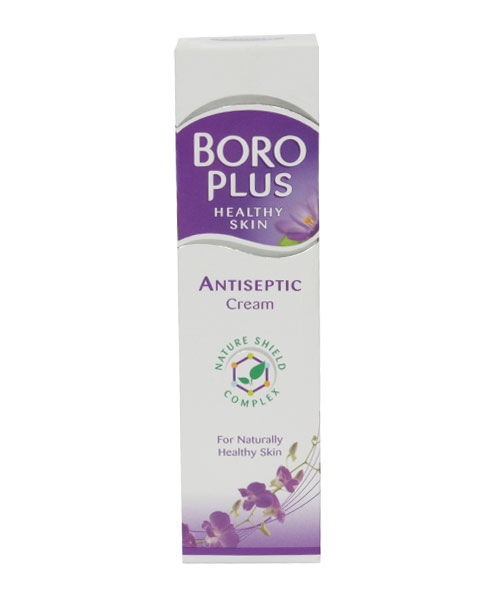 BORO
PLUS
HEALTHY
SKIN
ANTISEPTIC
Cream
NATURE SHIELD
COMPLEX
For Naturally
Healthy Skin